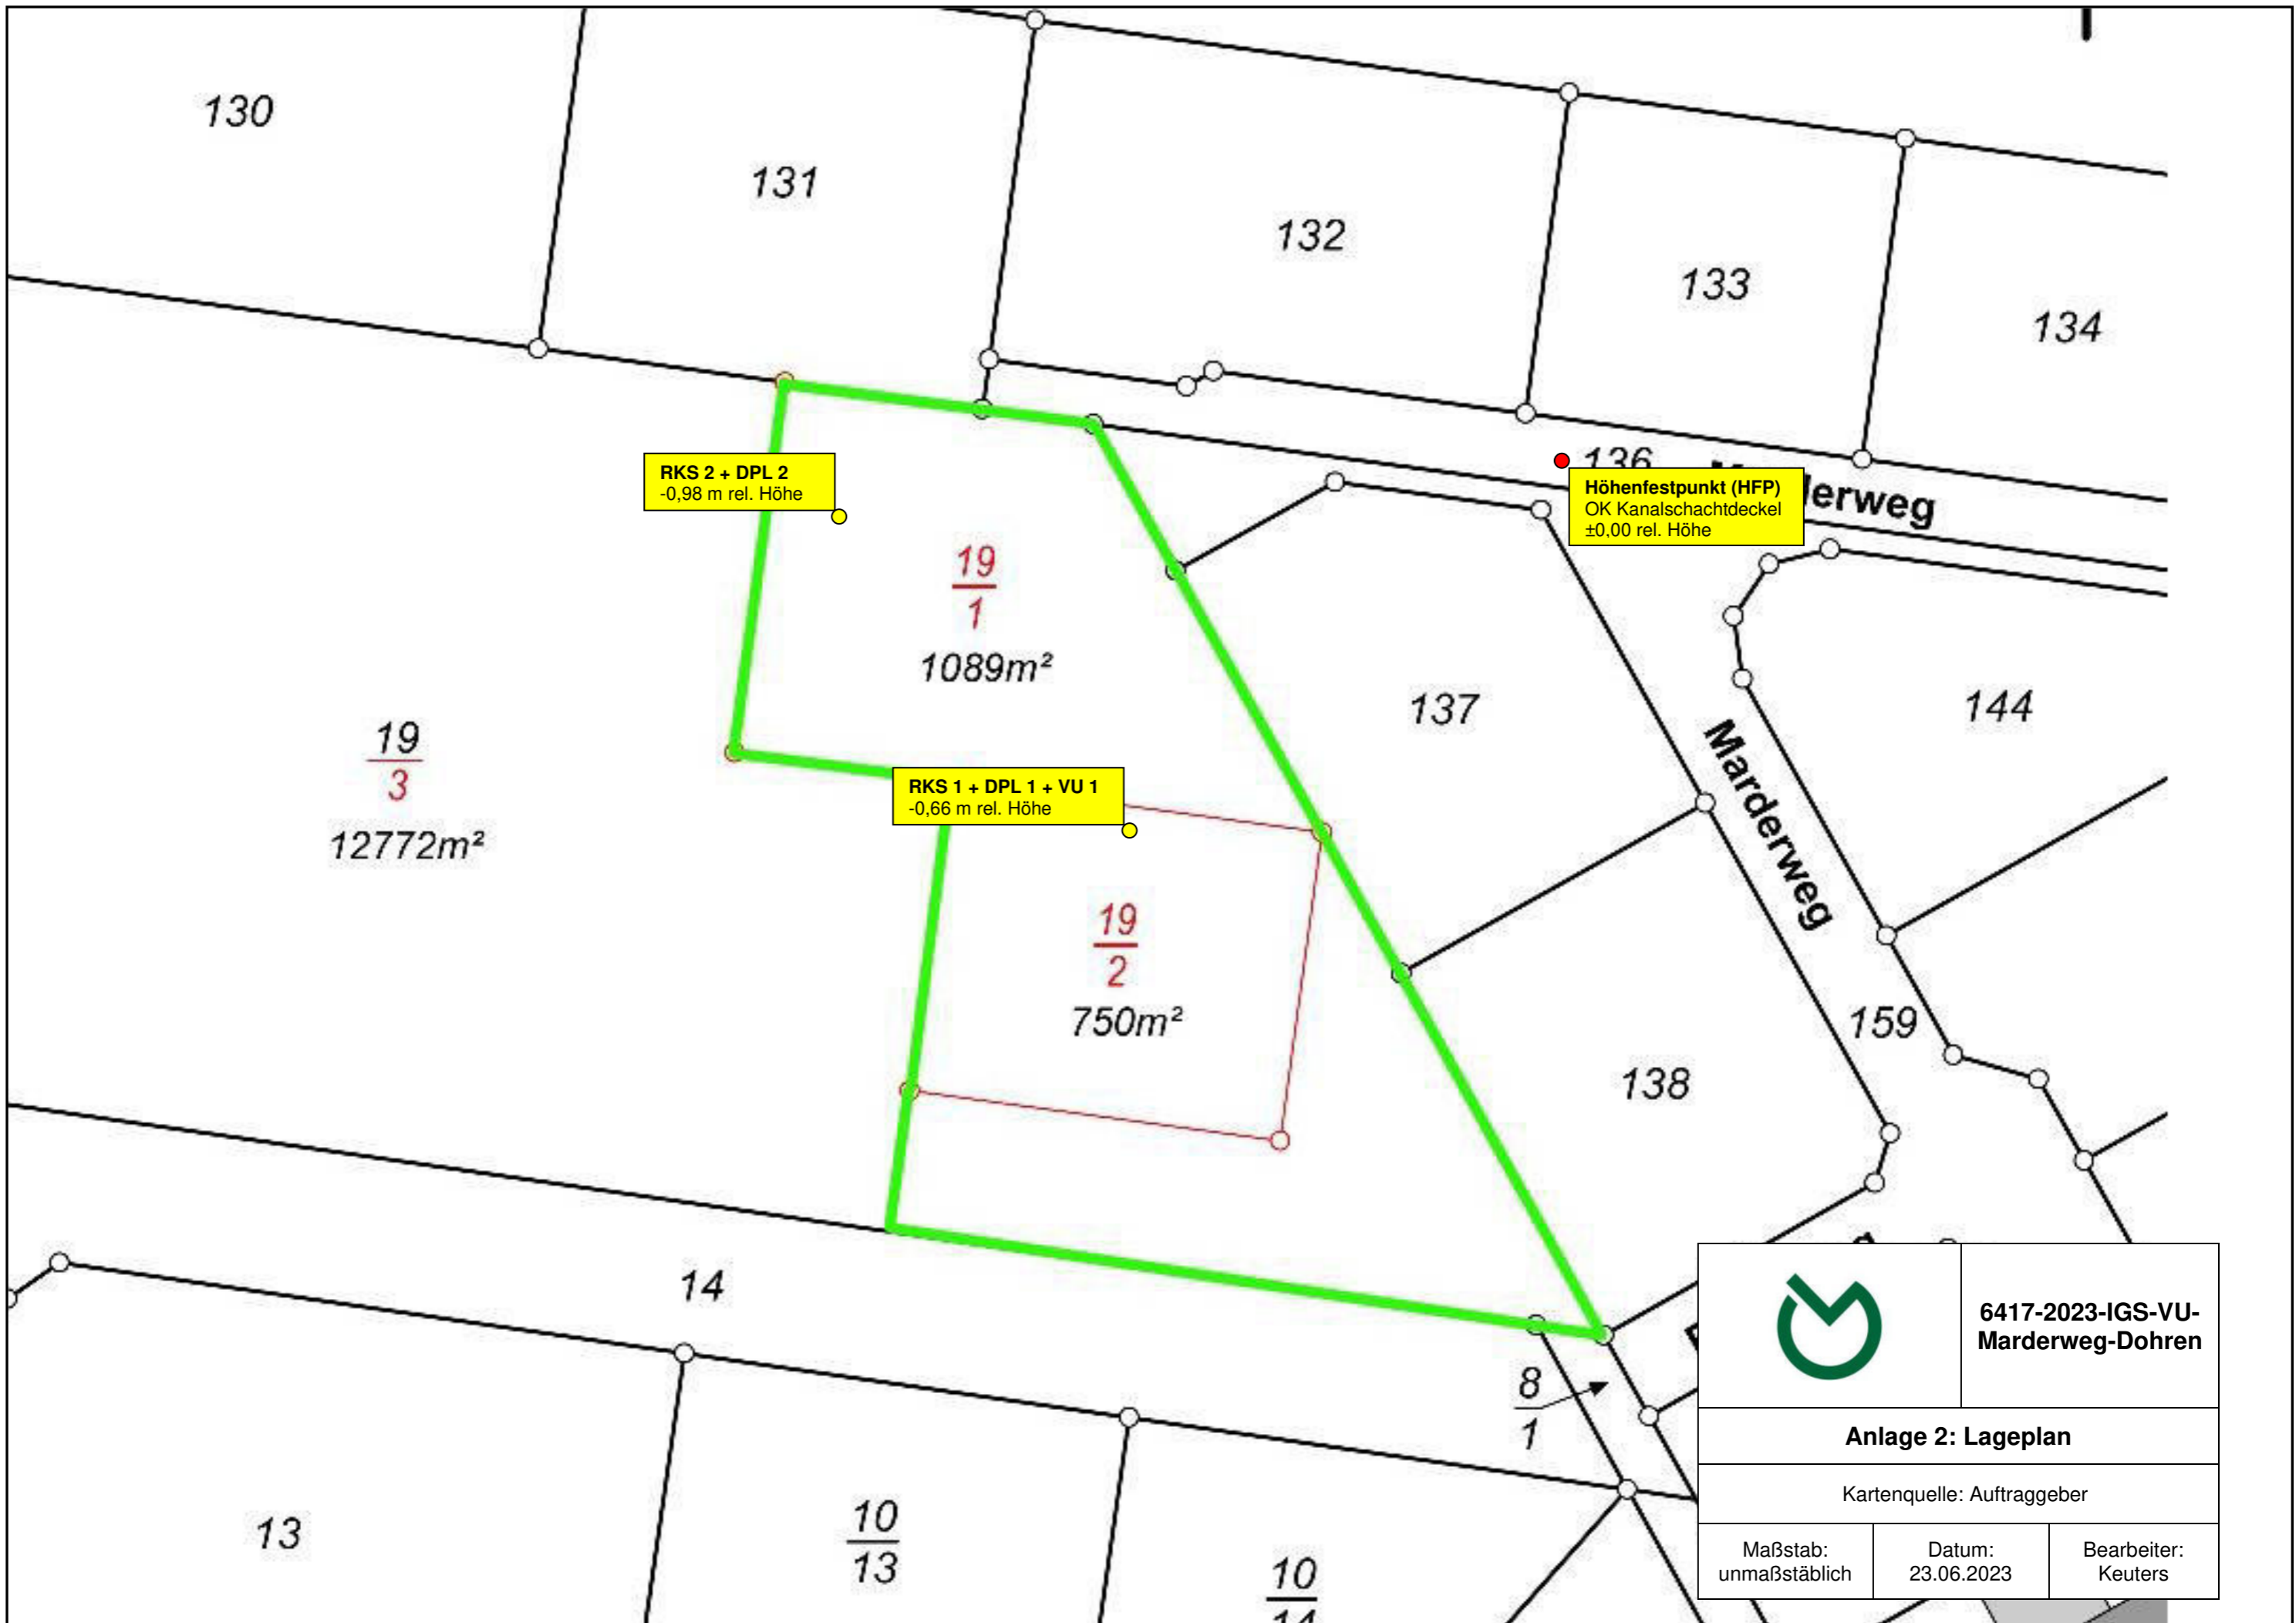 130
131
132
133
134
136
RKS 2 + DPL 2
-0,98 m rel. Höhe
Höhenfestpunkt (HFP)
OK Kanalschachtdeckel
±0,00 rel. Höhe
19
1
1089m²
137
144
Marderweg
19
3
12772m²
RKS 1 + DPL 1 + VU 1
-0,66 m rel. Höhe
19
2
750m²
159
138
14
8
1
13
10
13
10
6417-2023-IGS-VU-
Marderweg-Dohren
Anlage 2: Lageplan
Kartenquelle: Auftraggeber
Maßstab:
unmaßstäblich
Datum:
23.06.2023
Bearbeiter:
Keuters